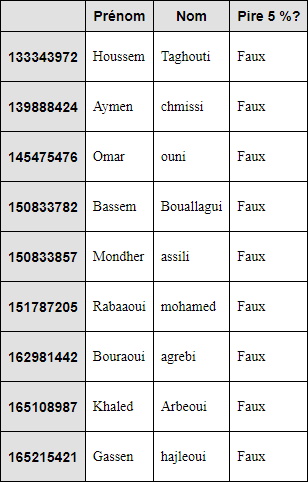 Prénom Nom Pire 5 %?
133343972 Houssem Taghouti Faux
139888424 Aymen chmissi Faux
145475476 Omar ouni Faux
150833782 Bassem Bouallagui Faux
150833857 Mondher assili Faux
151787205 Rabaaoui mohamed Faux
162981442 Bouraoui agrebi Faux
165108987 Khaled Arbeoui Faux
165215421 Gassen hajleoui Faux